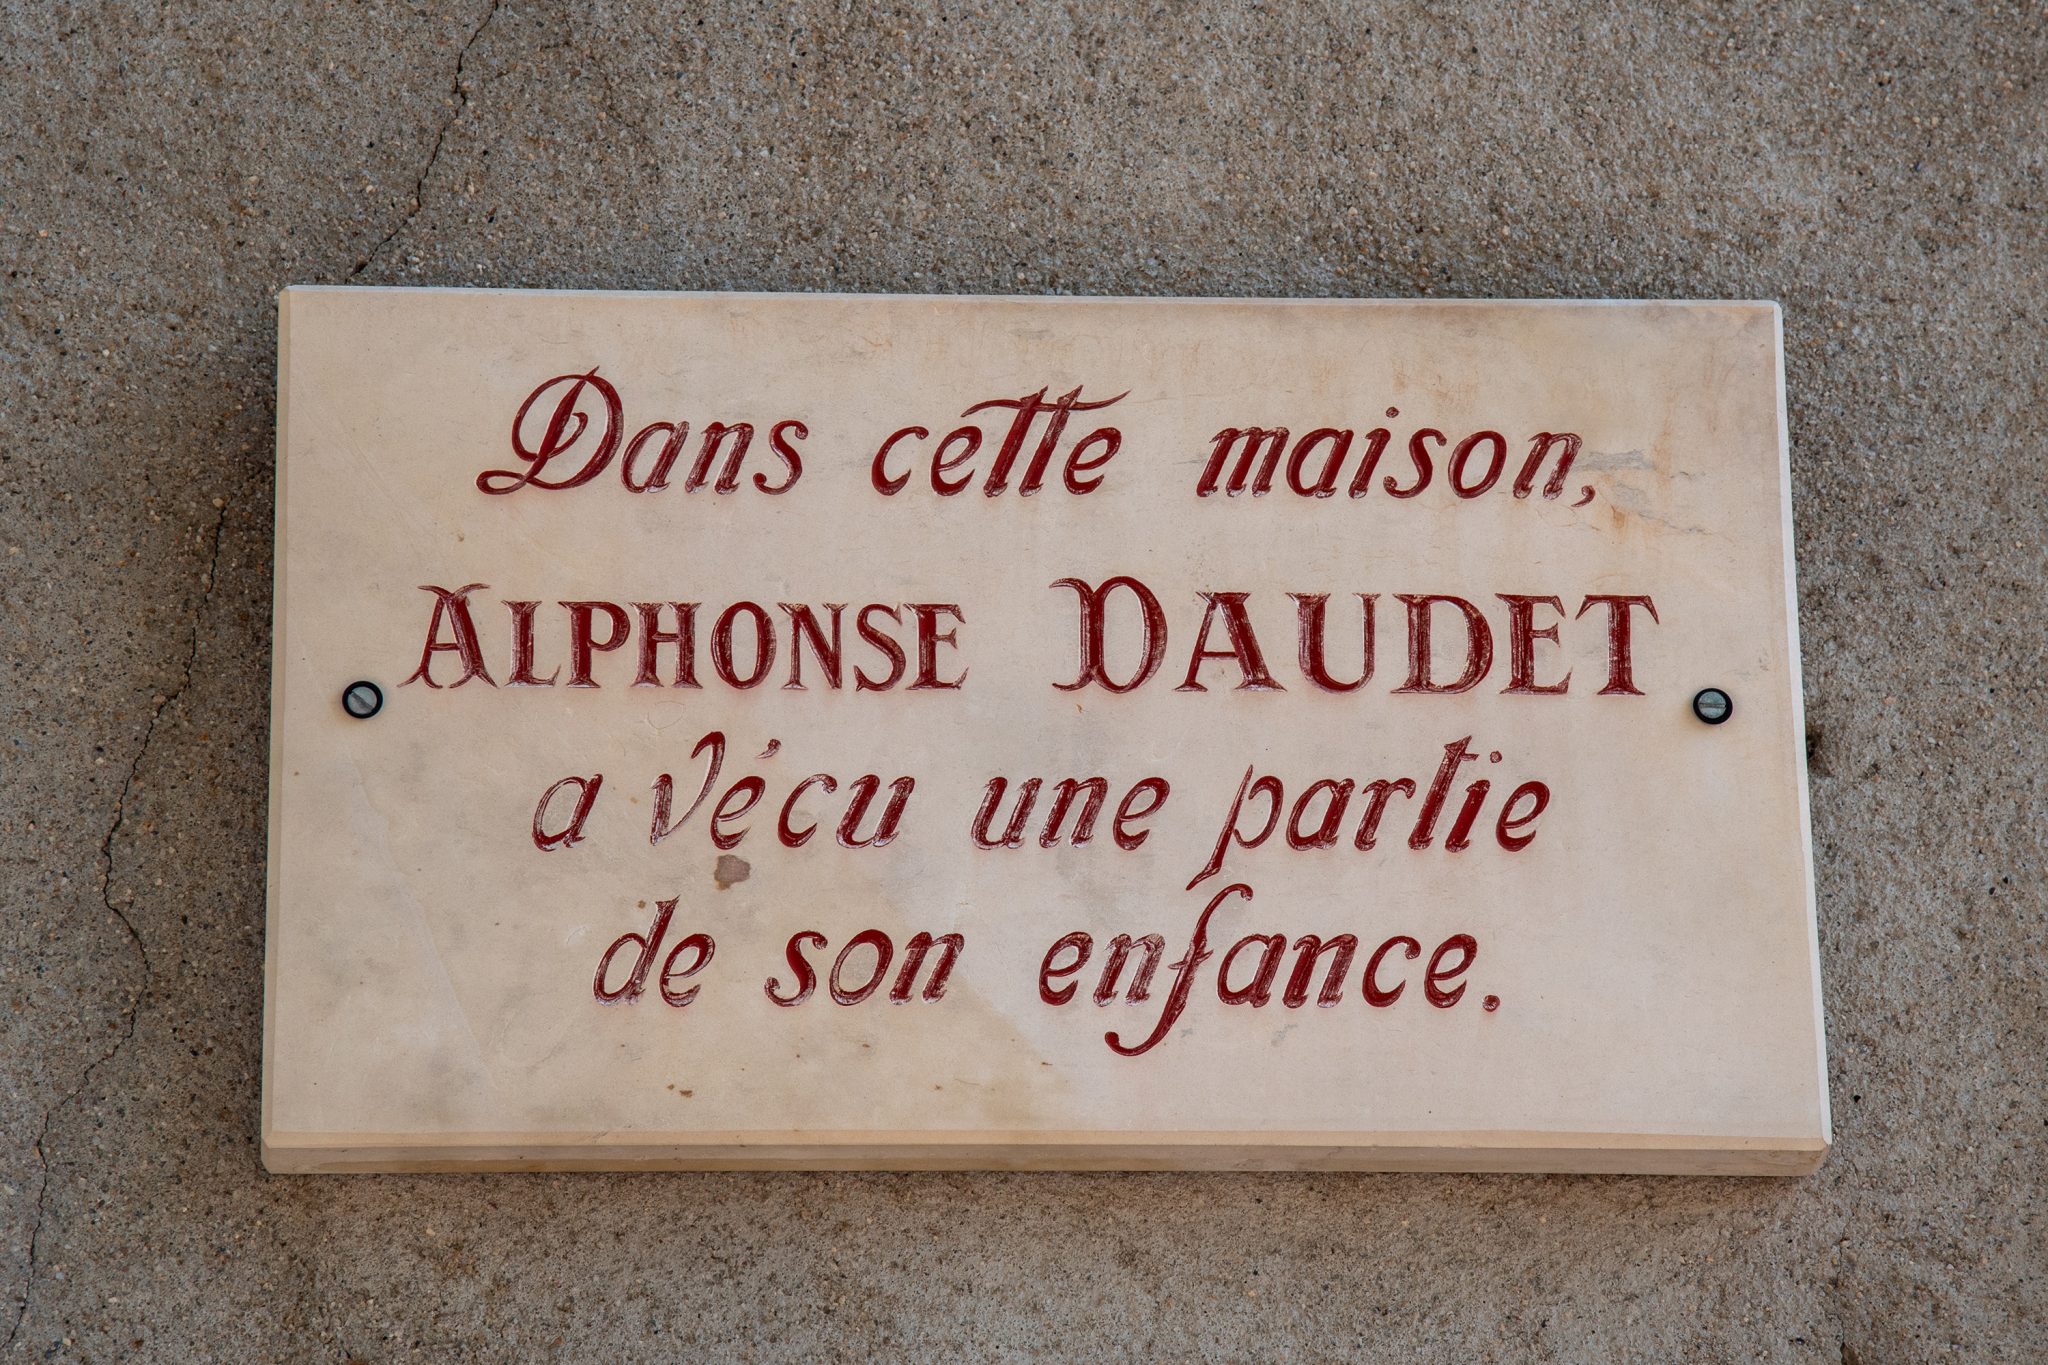 Dans cette maison,
ALPHONSE DAUDET
a vécu une partie
de son enfance.